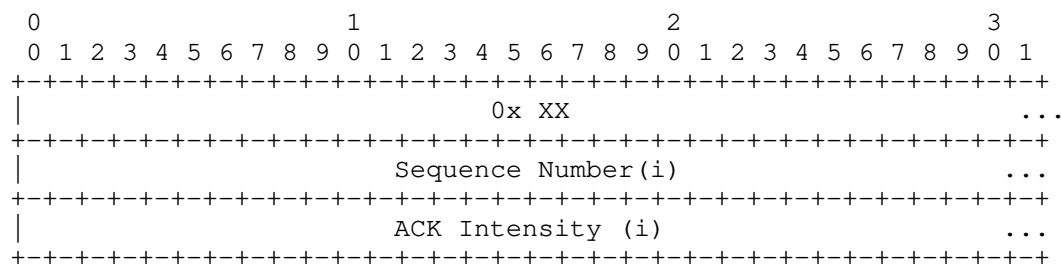 0                   1                   2                   3
0 1 2 3 4 5 6 7 8 9 0 1 2 3 4 5 6 7 8 9 0 1 2 3 4 5 6 7 8 9 0 1
+-+-+-+-+-+-+-+-+-+-+-+-+-+-+-+-+-+-+-+-+-+-+-+-+-+-+-+-+-+-+-+-+
|                             0x XX                            ...
+-+-+-+-+-+-+-+-+-+-+-+-+-+-+-+-+-+-+-+-+-+-+-+-+-+-+-+-+-+-+-+-+
|                       Sequence Number(i)                    ...
+-+-+-+-+-+-+-+-+-+-+-+-+-+-+-+-+-+-+-+-+-+-+-+-+-+-+-+-+-+-+-+-+
|                       ACK Intensity (i)                     ...
+-+-+-+-+-+-+-+-+-+-+-+-+-+-+-+-+-+-+-+-+-+-+-+-+-+-+-+-+-+-+-+-+